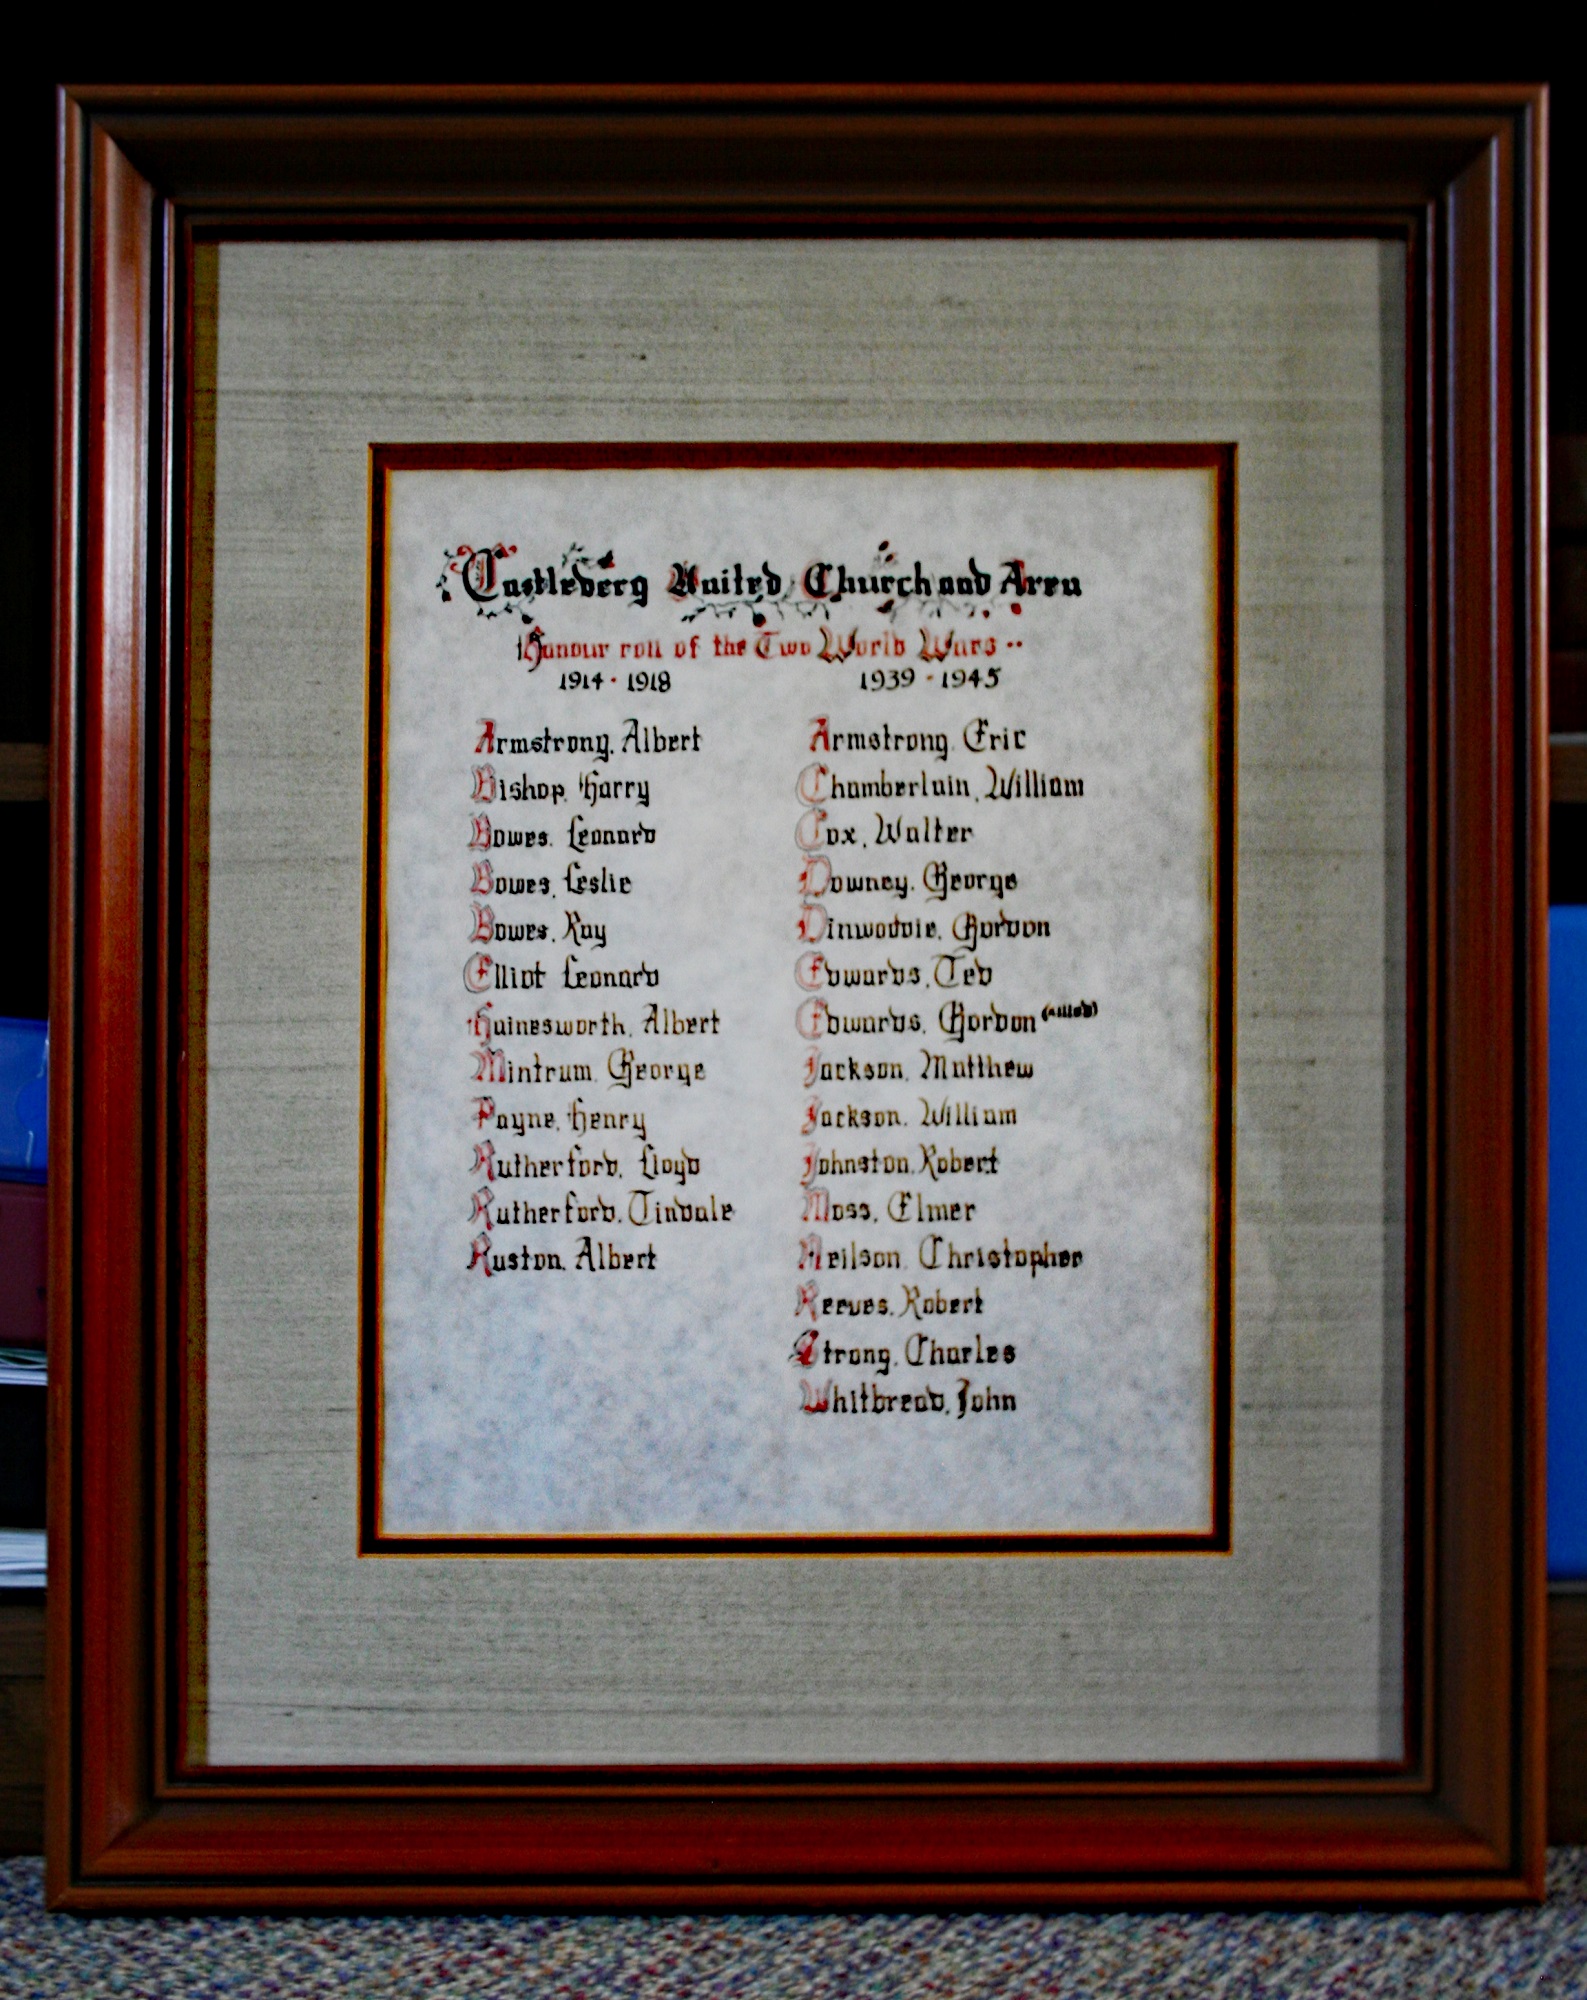 Castlederg United Church and Area
Honour roll of the Two World Wars
1914 · 1918
Armstrong, Albert
Bishop, Harry
Bowes, Leonard
Bowes, Leslie
Bowes, Ray
Elliot Leonard
Hainesworth, Albert
Mintrum, George
Payne, Henry
Rutherford, Lloyd
Rutherford, Tindale
Ruston, Albert
1939 - 1945
Armstrong, Eric
Chamberlain, William
Cox, Walter
Downey, George
Dinwoodie, Gordon
Edwards, Ted
Edwards, Gordon (killed)
Jackson, Matthew
Jackson, William
Johnston, Robert
Moss, Elmer
Neilson, Christopher
Reeves, Robert
Strong, Charles
Whitbread, John